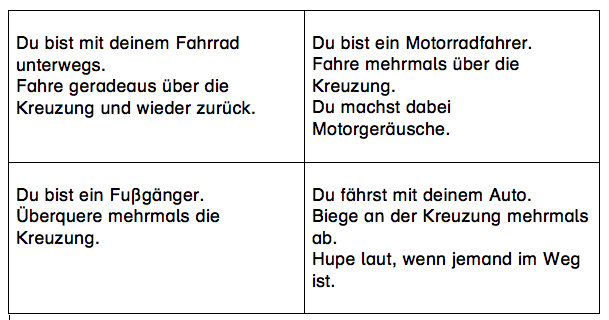 Du bist mit deinem Fahrrad
unterwegs.
Fahre geradeaus über die
Kreuzung und wieder zurück.
Du bist ein Motorradfahrer.
Fahre mehrmals über die
Kreuzung.
Du machst dabei
Motorgeräusche.
Du bist ein Fußgänger.
Überquere mehrmals die
Kreuzung.
Du fährst mit deinem Auto.
Biege an der Kreuzung mehrmals
ab.
Hupe laut, wenn jemand im Weg
ist.